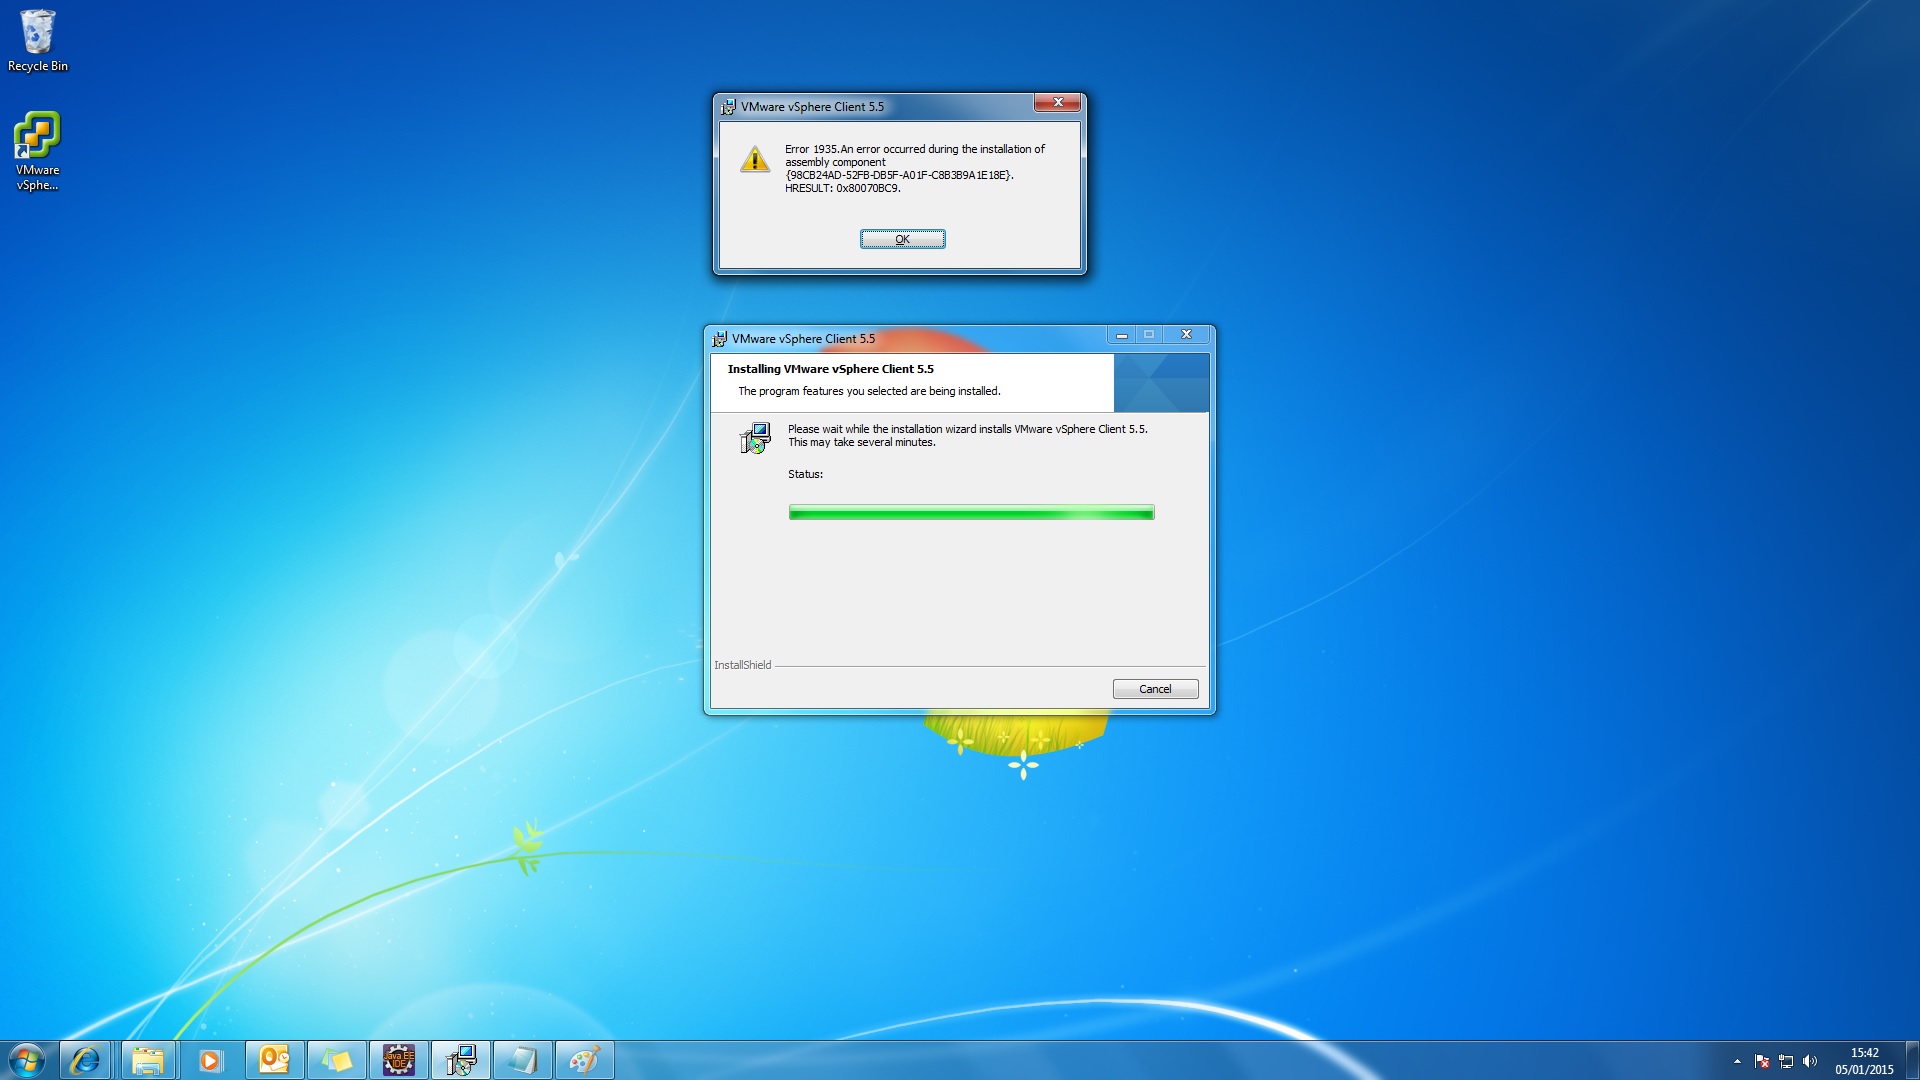 Recycle Bin
VMware
vSphe...
VMware vSphere Client 5.5
Error 1935.An error occurred during the installation of
assembly component
{98CB24AD-52FB-DB5F-A01F-C8B3B9A1E18E}.
HRESULT: 0x80070BC9.
OK
VMware vSphere Client 5.5
Installing VMware vSphere Client 5.5
The program features you selected are being installed.
Please wait while the installation wizard installs VMware vSphere Client 5.5.
This may take several minutes.
Status:
InstallShield
Cancel
Java EE
IDE
15:42
05/01/2015